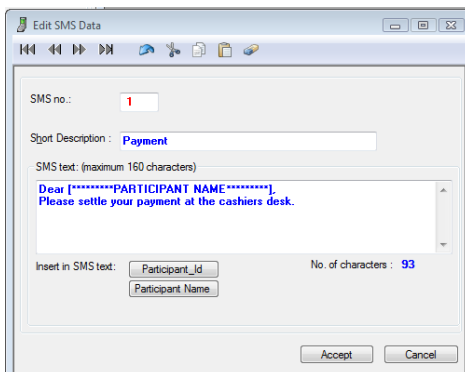 Edit SMS Data
SMS no.:
1
Short Description :
Payment
SMS text: (maximum 160 characters)
Dear [*********PARTICIPANT NAME*********],
Please settle your payment at the cashiers desk.
Insert in SMS text:
Participant_Id
No. of characters :
93
Participant Name
Accept
Cancel